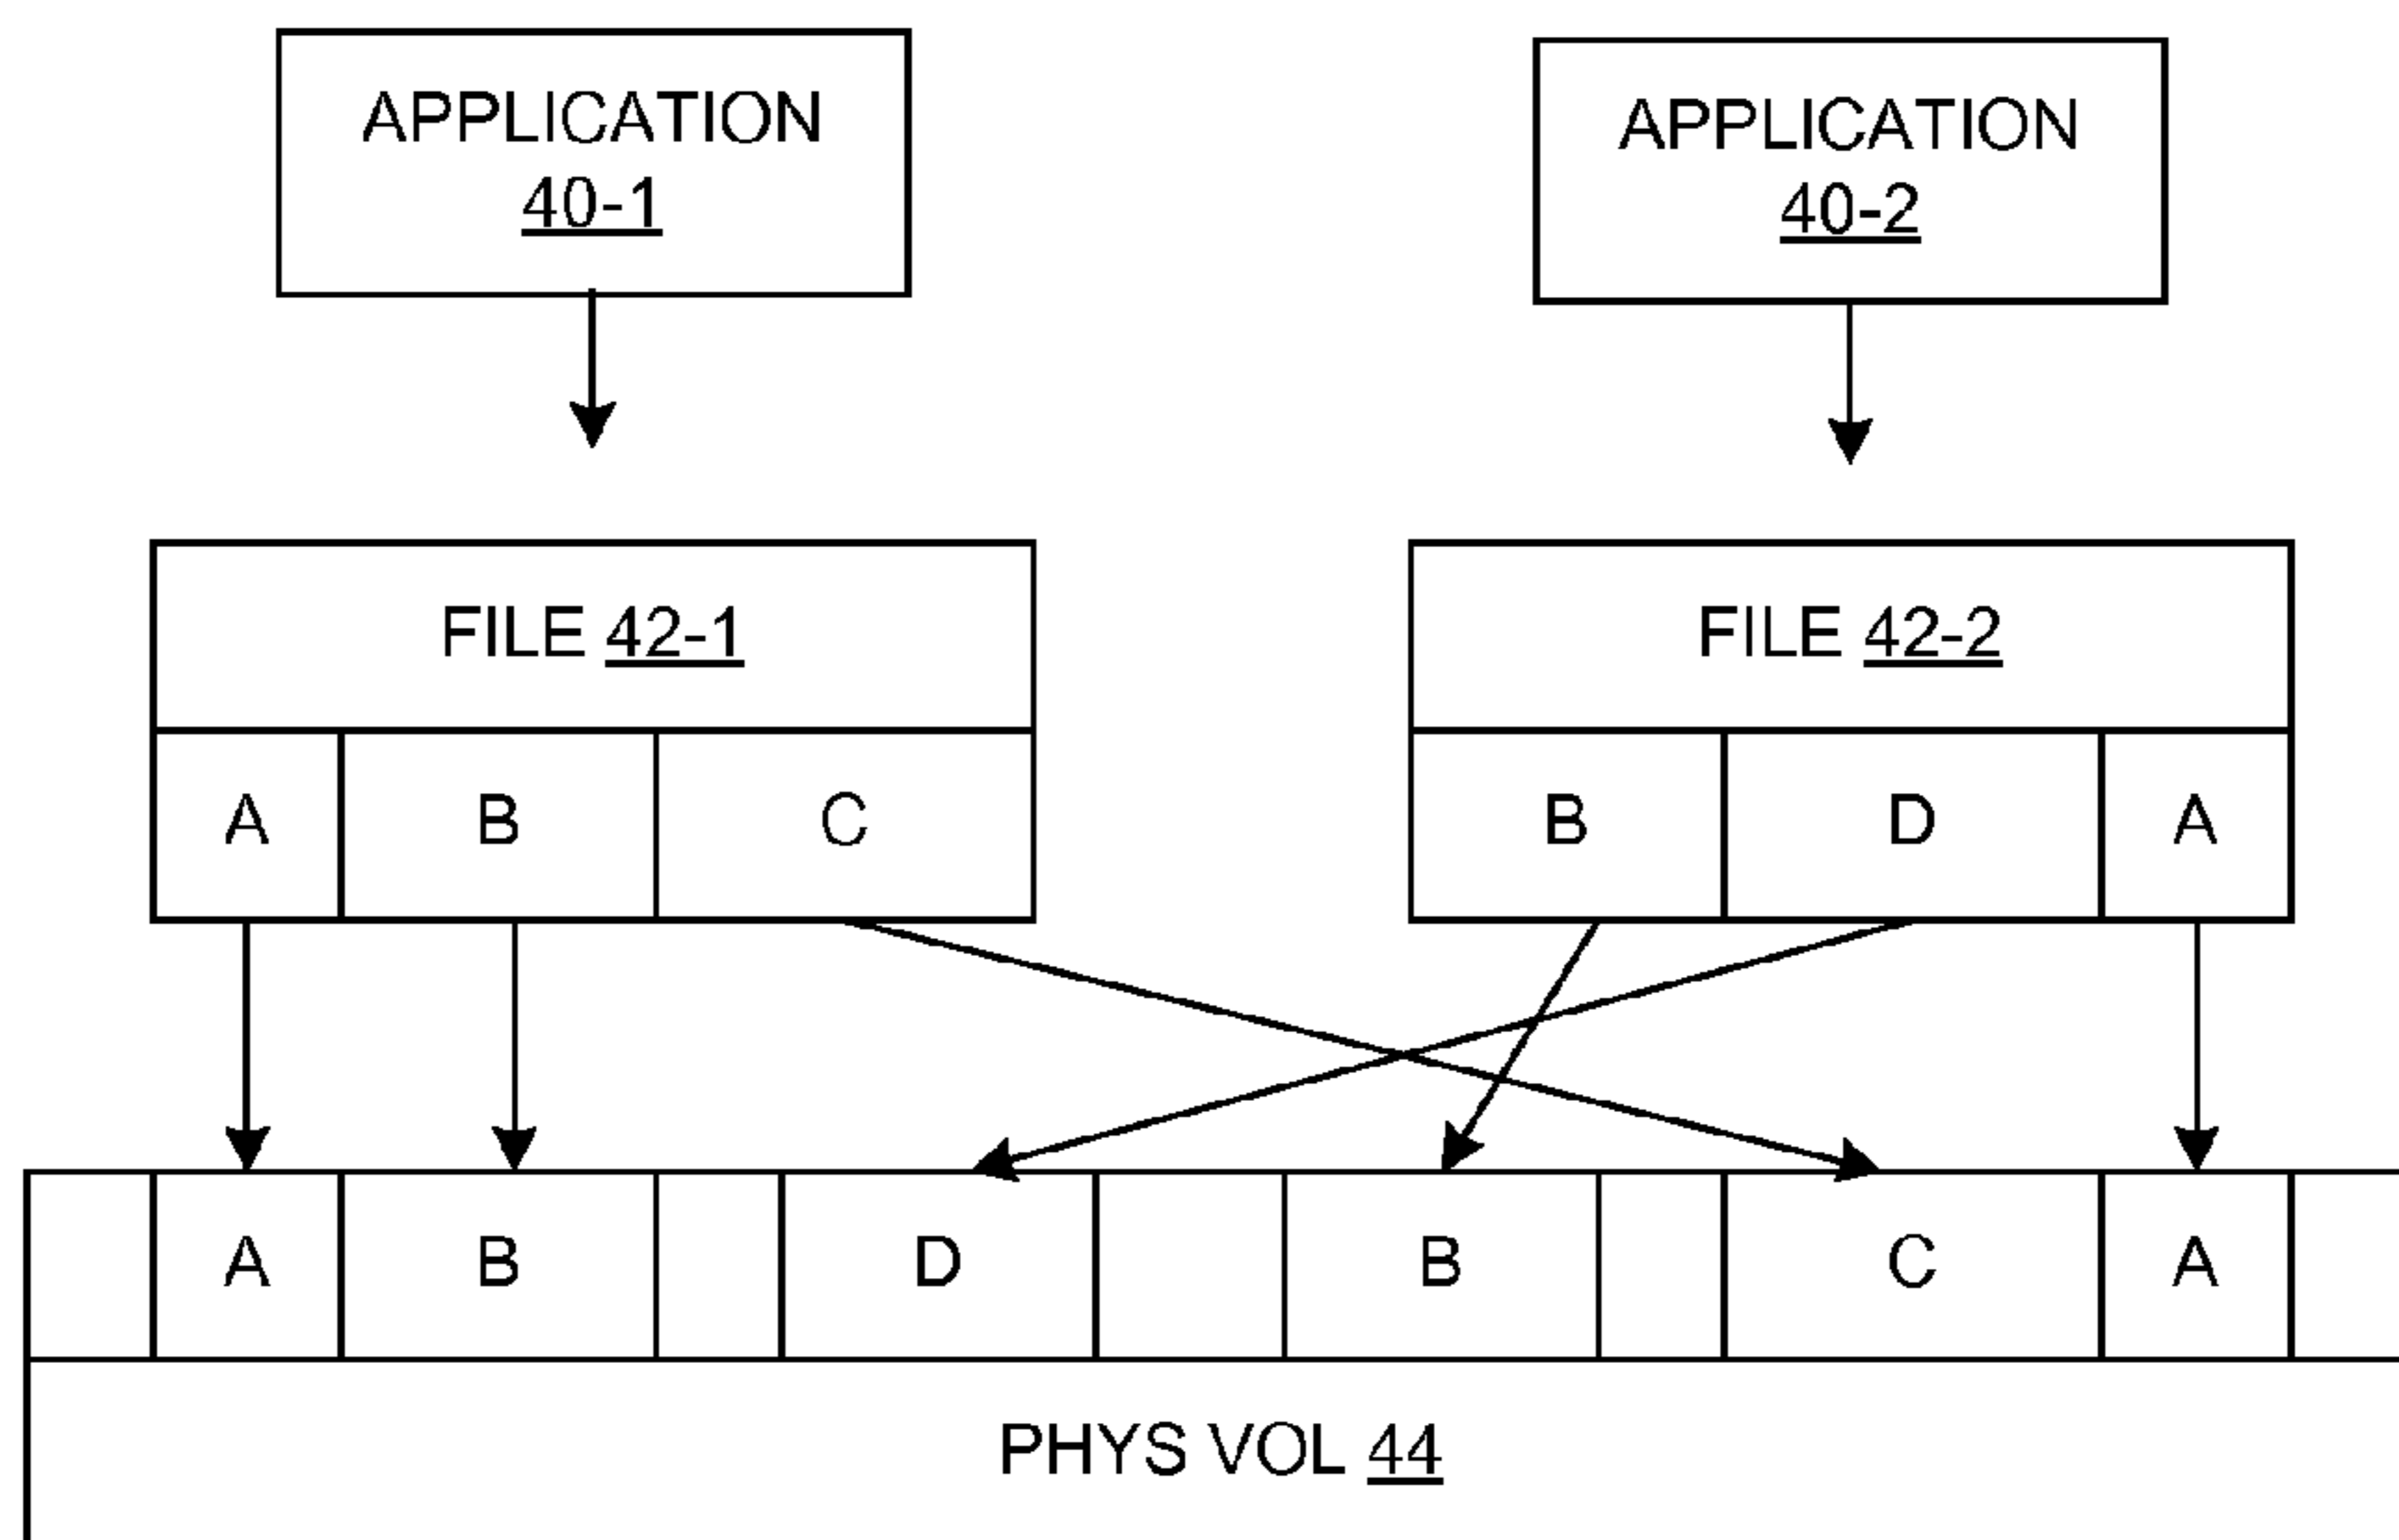 APPLICATION
40-1
APPLICATION
40-2
FILE 42-1
FILE 42-2
A B C
B D A
A B D B C A
PHYS VOL 44